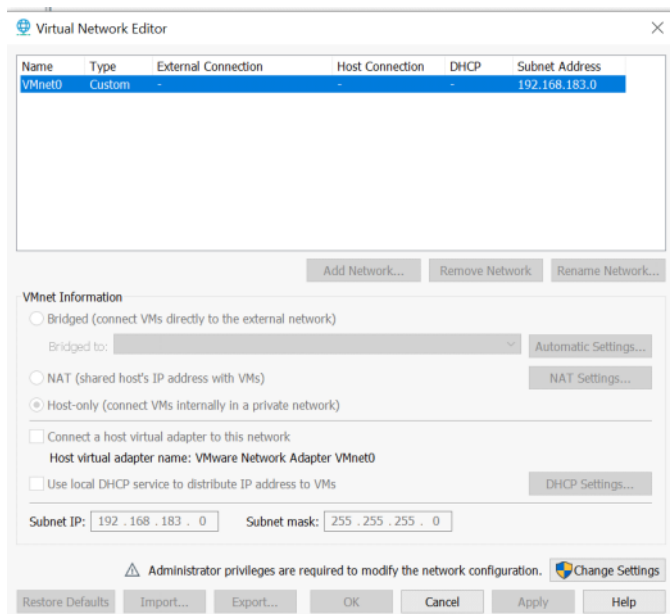 Virtual Network Editor
Name Type External Connection Host Connection DHCP Subnet Address
VMnet0 Custom - - - 192.168.183.0
Add Network... Remove Network Rename Network...
VMnet Information
Bridged (connect VMs directly to the external network)
Bridged to: Automatic Settings...
NAT (shared host's IP address with VMs) NAT Settings...
Host-only (connect VMs internally in a private network)
Connect a host virtual adapter to this network
Host virtual adapter name: VMware Network Adapter VMnet0
Use local DHCP service to distribute IP address to VMs DHCP Settings...
Subnet IP: 192 . 168 . 183 . 0 Subnet mask: 255 . 255 . 255 . 0
Administrator privileges are required to modify the network configuration. Change Settings
Restore Defaults Import... Export... OK Cancel Apply Help